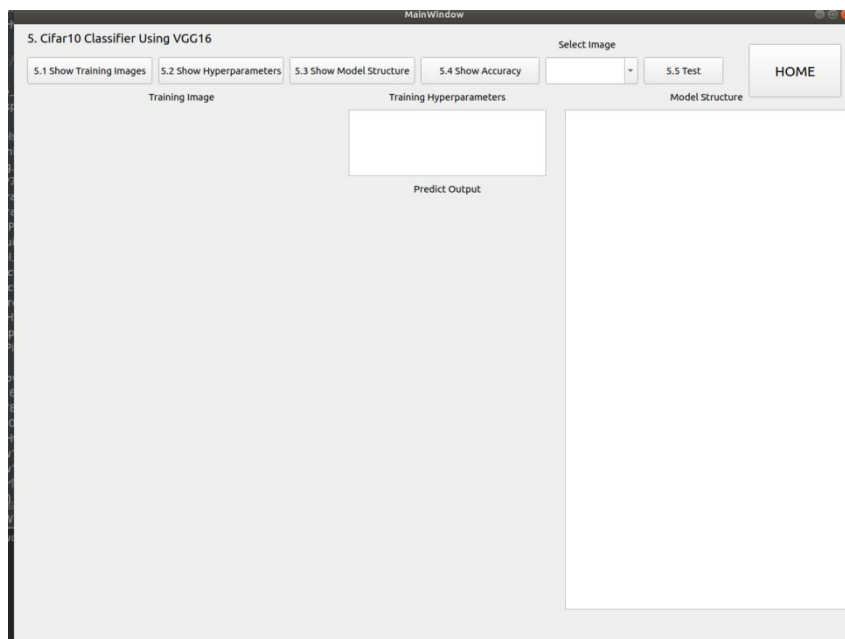 MainWindow
5. Cifar10 Classifier Using VGG16
Select Image
5.1 Show Training Images
5.2 Show Hyperparameters
5.3 Show Model Structure
5.4 Show Accuracy
5.5 Test
HOME
Training Image
Training Hyperparameters
Model Structure
Predict Output